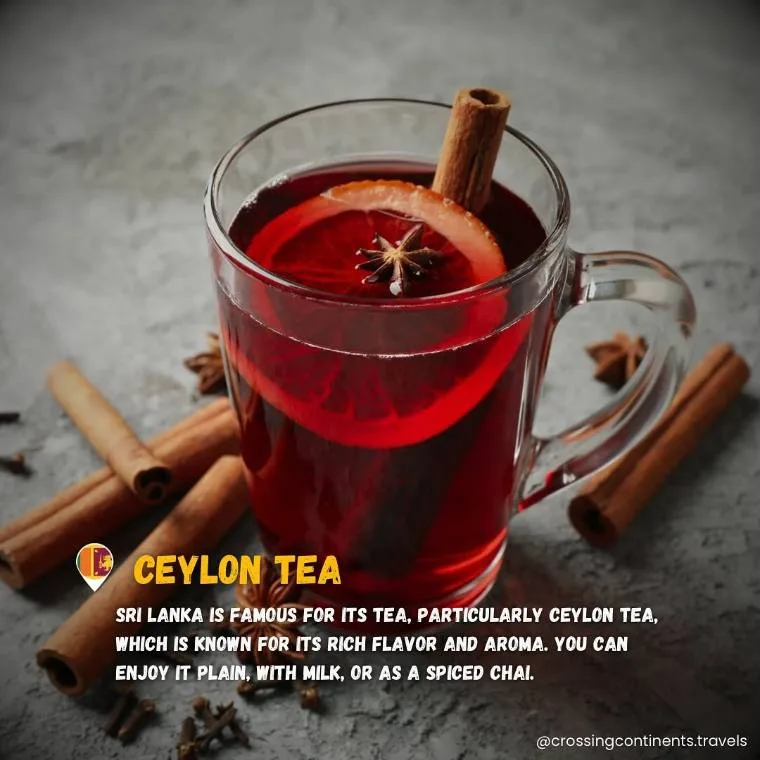 CEYLON TEA
SRI LANKA IS FAMOUS FOR ITS TEA, PARTICULARLY CEYLON TEA,
WHICH IS KNOWN FOR ITS RICH FLAVOR AND AROMA. YOU CAN
ENJOY IT PLAIN, WITH MILK, OR AS A SPICED CHAI.
@crossingcontinents.travels